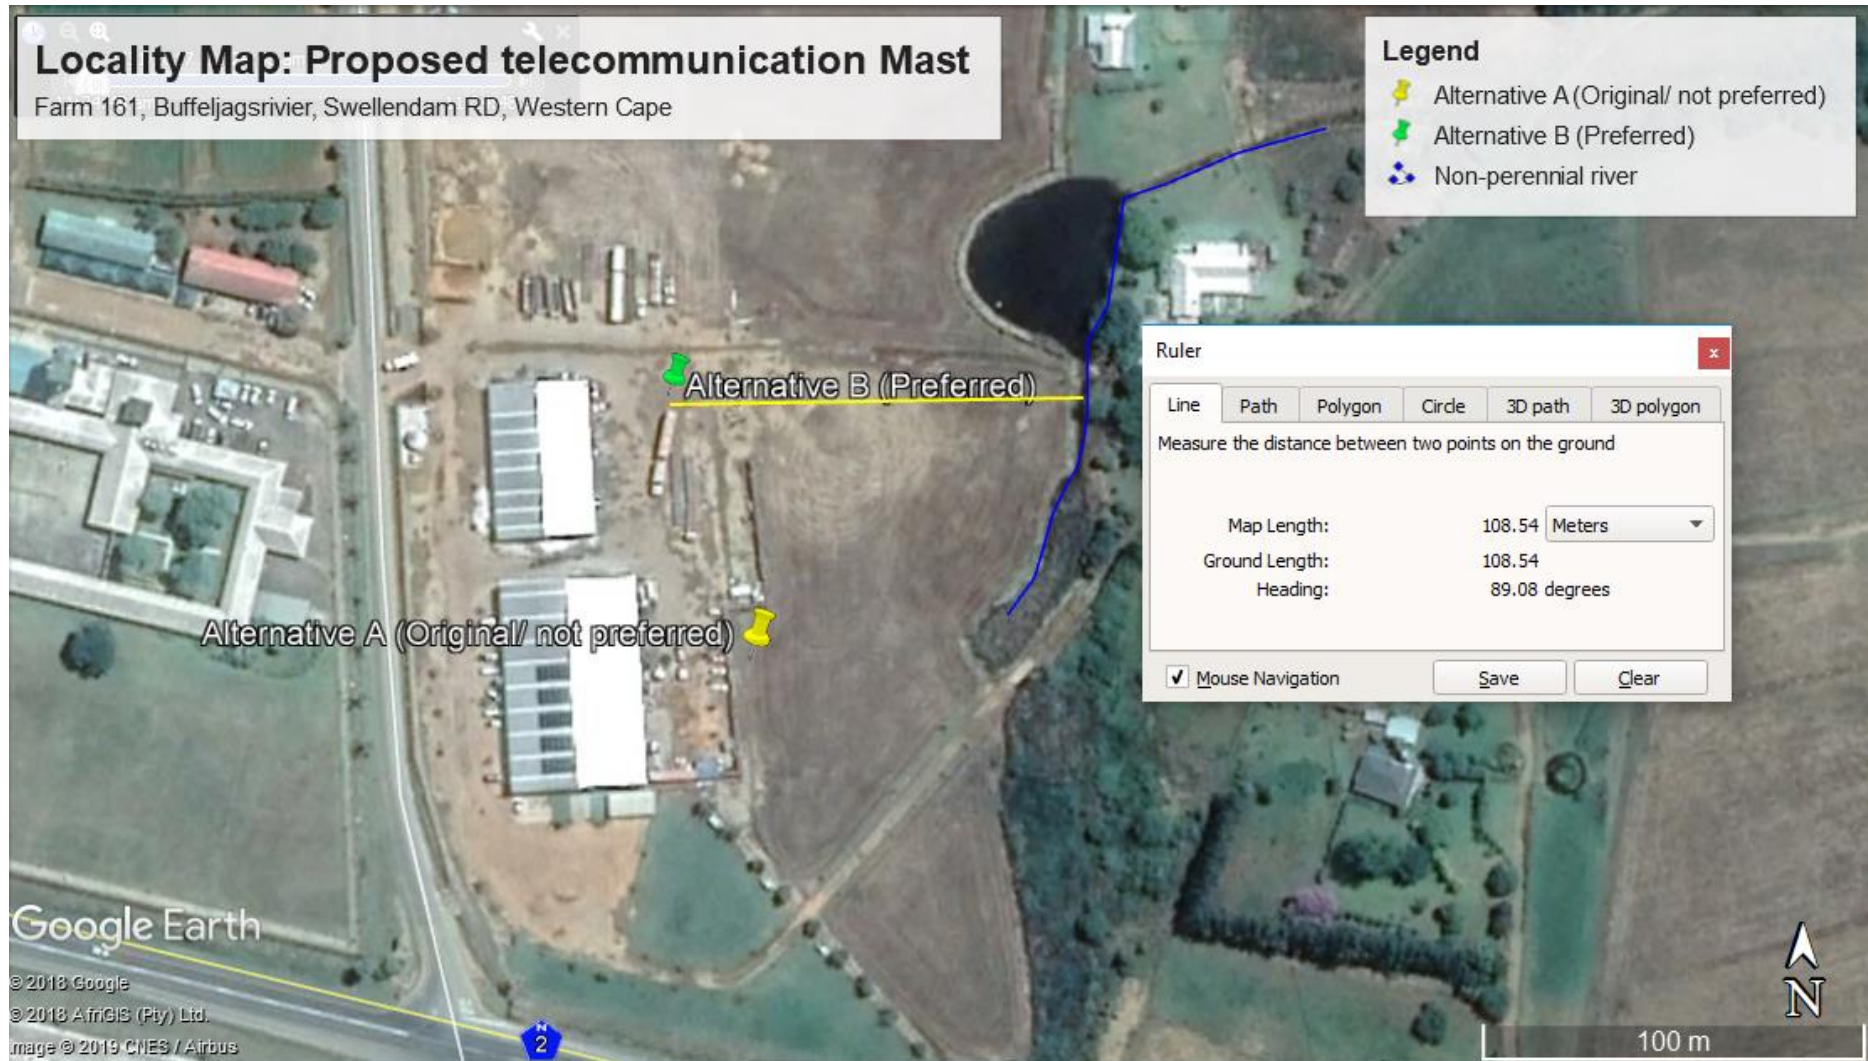 Locality Map: Proposed telecommunication Mast
Farm 161, Buffeljagsrivier, Swellendam RD, Western Cape
Legend
Alternative A (Original/ not preferred)
Alternative B (Preferred)
Non-perennial river
Alternative B (Preferred)
Alternative A (Original/ not preferred)
Ruler
x
Line Path Polygon Circle 3D path 3D polygon
Measure the distance between two points on the ground
Map Length: 108.54 Meters
Ground Length: 108.54
Heading: 89.08 degrees
Mouse Navigation Save Clear
Google Earth
© 2018 Google
© 2018 AfriGIS (Pty) Ltd.
mage © 2019 CNES / Airbus
N
2
N
100 m